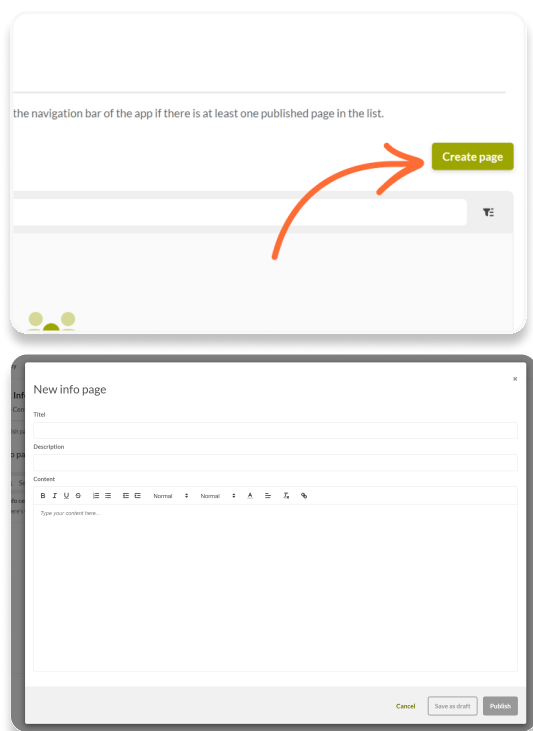 the navigation bar of the app if there is at least one published page in the list.
Create page
New info page
×
Titel
Description
Content
B I U S Normal Normal A
Type your content here...
Cancel Save as draft Publish